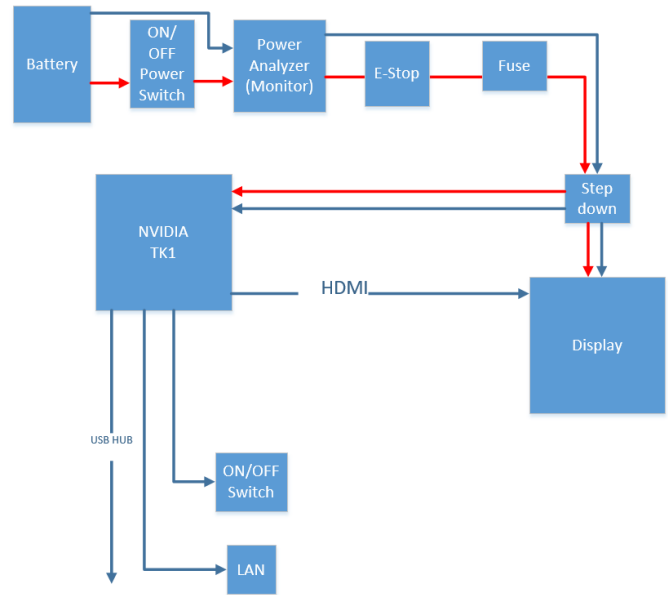 Battery
ON/
OFF
Power
Switch
Power
Analyzer
(Monitor)
E-Stop
Fuse
Step
down
NVIDIA
TK1
HDMI
Display
USB HUB
ON/OFF
Switch
LAN